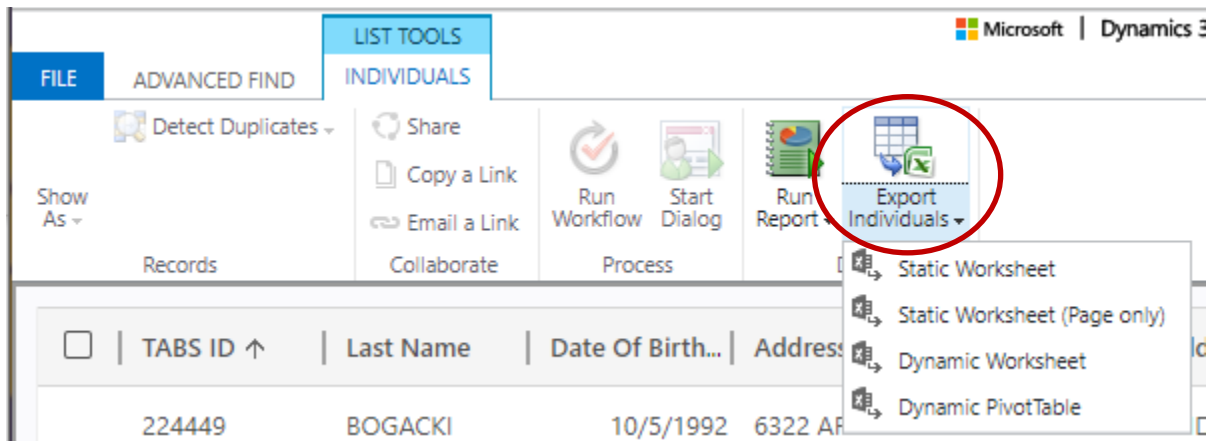 LIST TOOLS
Microsoft | Dynamics 3
FILE
ADVANCED FIND
INDIVIDUALS
Detect Duplicates
Share
Copy a Link
Email a Link
Show
As
Run
Workflow
Start
Dialog
Run
Report
Export
Individuals
Records
Collaborate
Process
Static Worksheet
Static Worksheet (Page only)
Dynamic Worksheet
Dynamic PivotTable
TABS ID ↑
Last Name
Date Of Birth...
Address
224449
BOGACKI
10/5/1992
6322